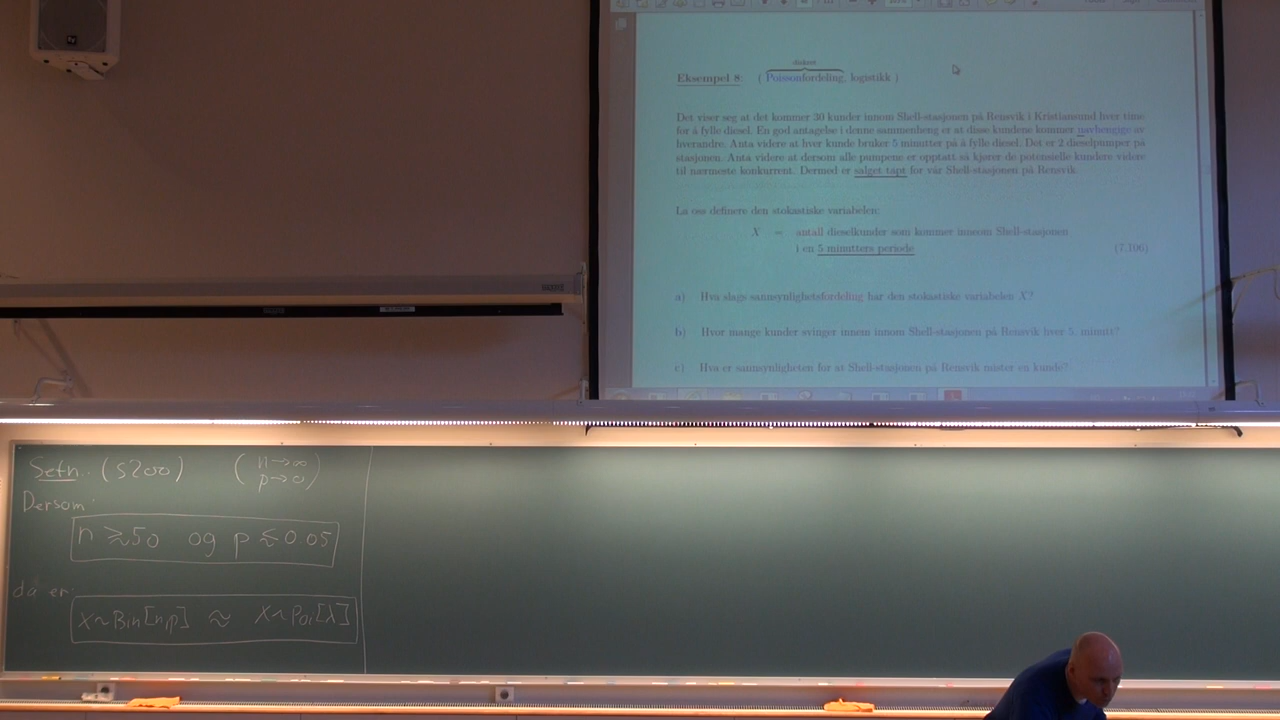 diskret
Eksempel 8: ( Poissonfordeling, logistikk )
Det viser seg at det kommer 30 kunder innom Shell-stasjonen på Rensvik i Kristiansund hver time
for å fylle diesel. En god antagelse i denne sammenheng er at disse kundene kommer uavhengige av
hverandre. Anta videre at hver kunde bruker 5 minutter på å fylle diesel. Det er 2 dieselpumper på
stasjonen. Anta videre at dersom alle pumpene er opptatt så kjører de potensielle kundene videre
til nærmeste konkurrent. Dermed er salget tapt for vår Shell-stasjonen på Rensvik.
La oss definere den stokastiske variabelen:
X = antall dieselkunder som kommer inneom Shell-stasjonen
i en 5 minutters periode (7.106)
a) Hva slags sannsynlighetsfordeling har den stokastiske variabelen X?
b) Hvor mange kunder svinger innem innom Shell-stasjonen på Rensvik hver 5. minutt?
c) Hva er sannsynligheten for at Shell-stasjonen på Rensvik mister en kunde?
Setn. (S200) ( n→∞
p→0 )
Dersom:
n ⪆ 50 og p ⪅ 0.05
då er:
X~Bin[n,p] ≈ X~Poi[λ]